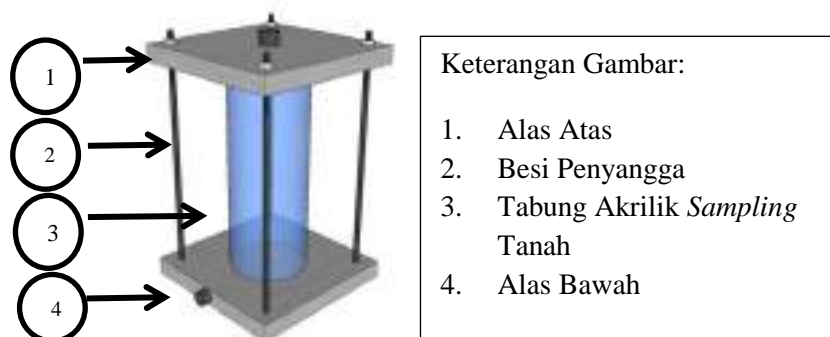 1
2
3
4
Keterangan Gambar:
1. Alas Atas
2. Besi Penyangga
3. Tabung Akrilik Sampling
Tanah
4. Alas Bawah